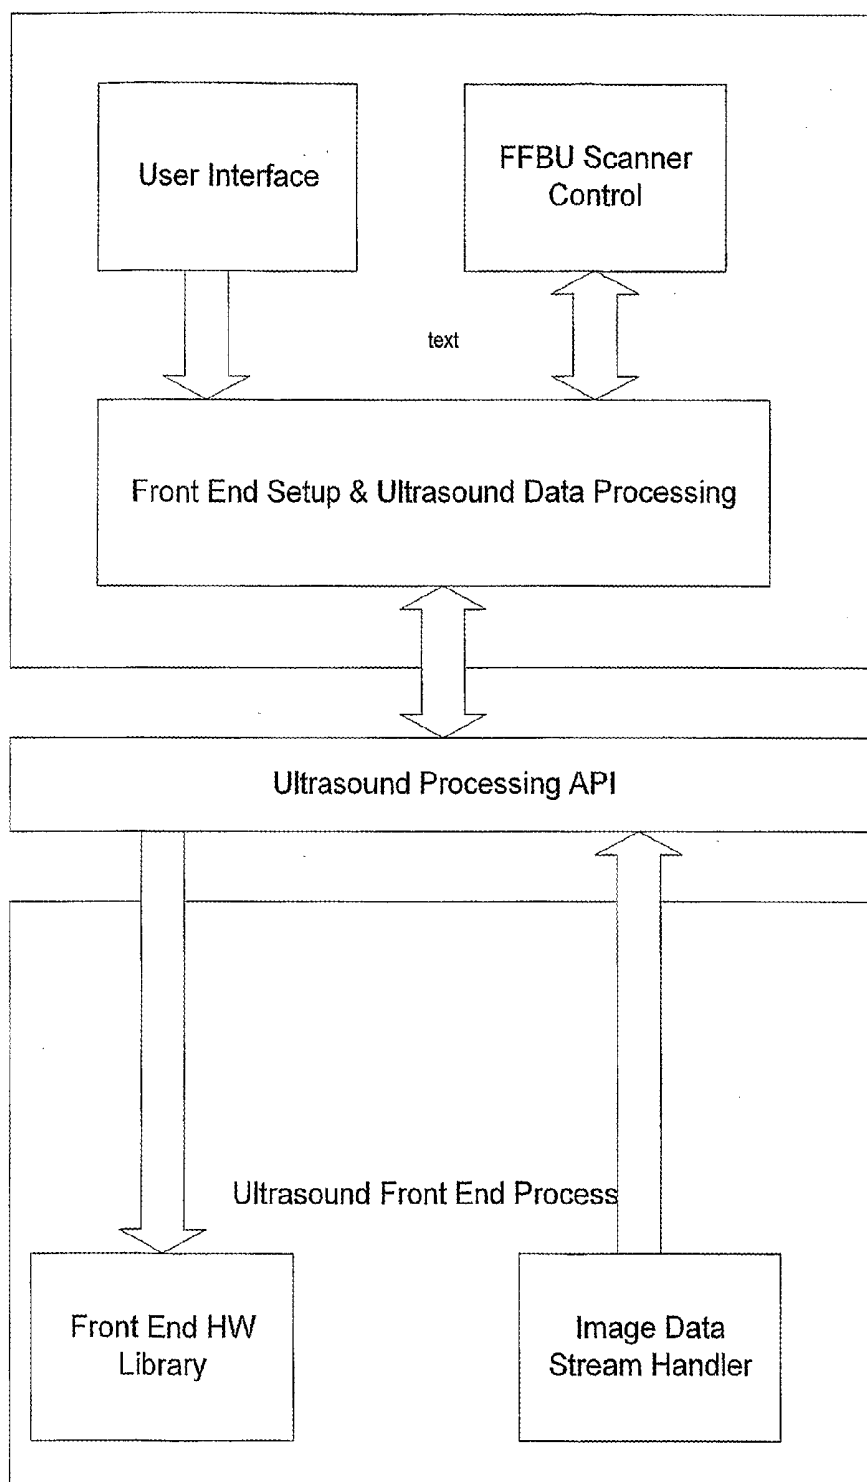 User Interface
FFBU Scanner
Control
text
Front End Setup & Ultrasound Data Processing
Ultrasound Processing API
Ultrasound Front End Process
Front End HW
Library
Image Data
Stream Handler